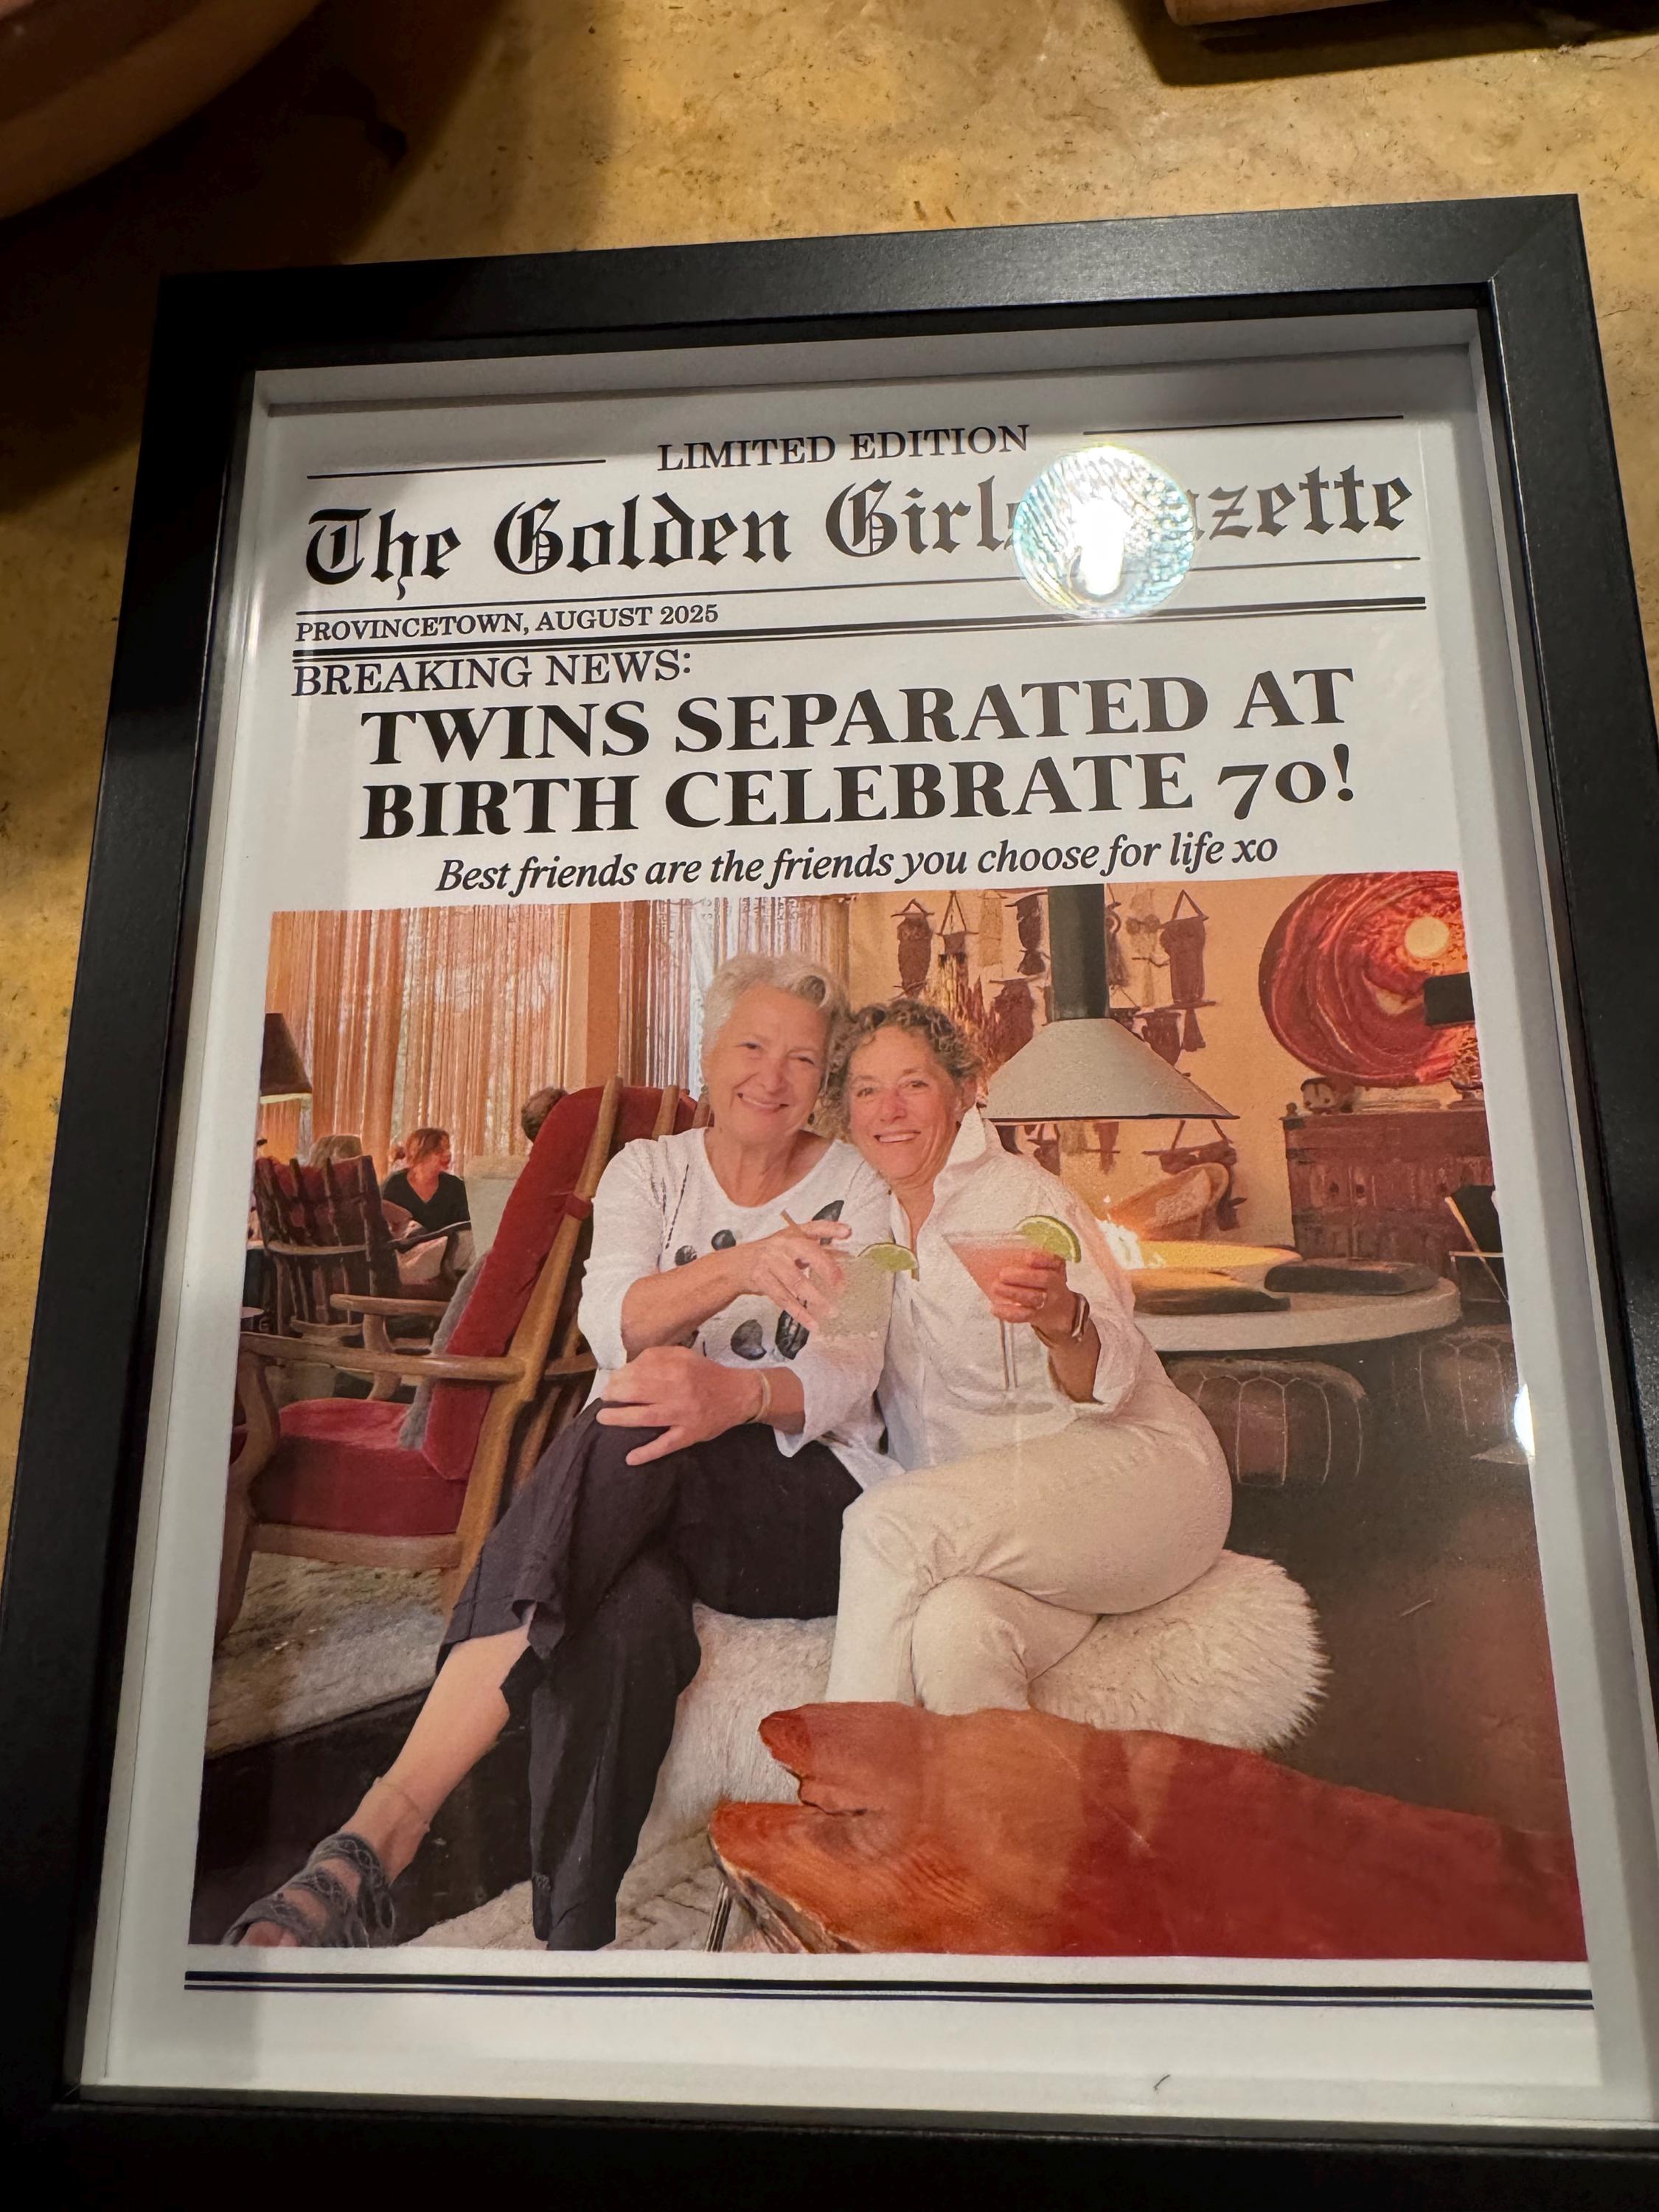 LIMITED EDITION
The Golden Girls
PROVINCETOWN, AUGUST 2025
BREAKING NEWS:
TWINS SEPARATED AT
BIRTH CELEBRATE 70!
Best friends are the friends you choose for life xo